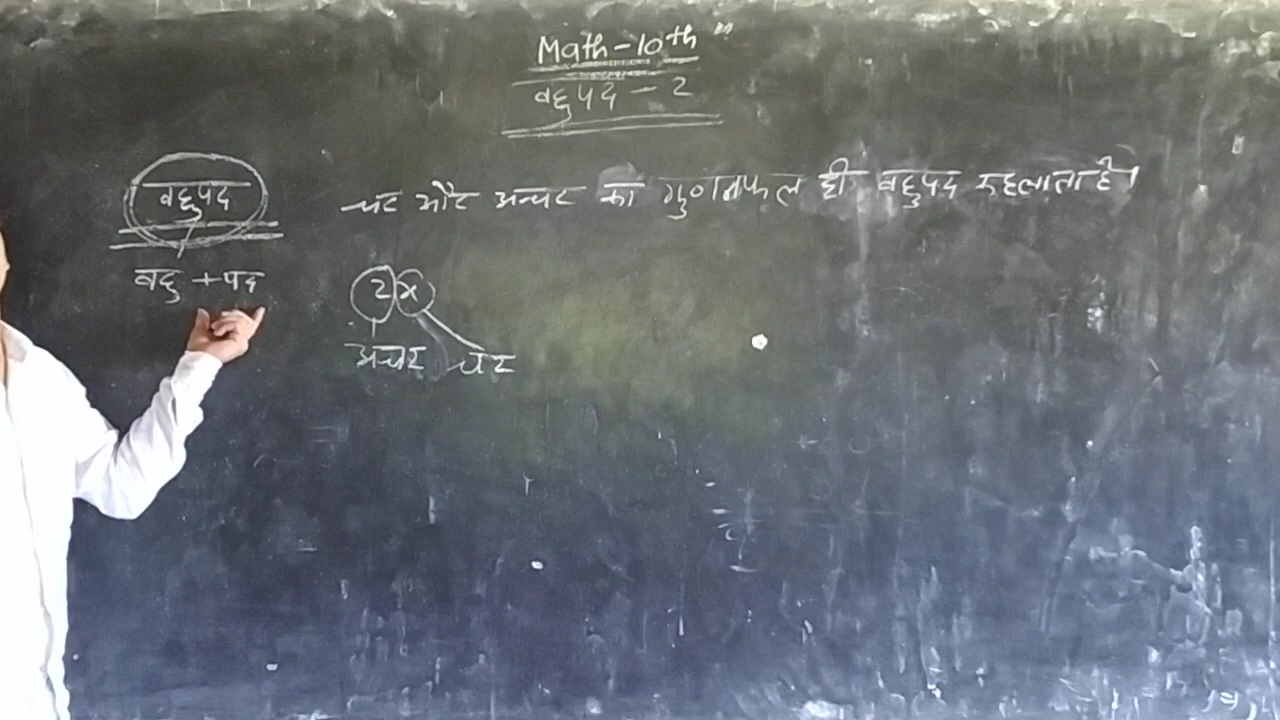 Math-10th "
बहुपद - 2
बहुपद
चर और अचर का गुणनफल ही बहुपद कहलाता है।
बहु + पद
2x
अचर चर